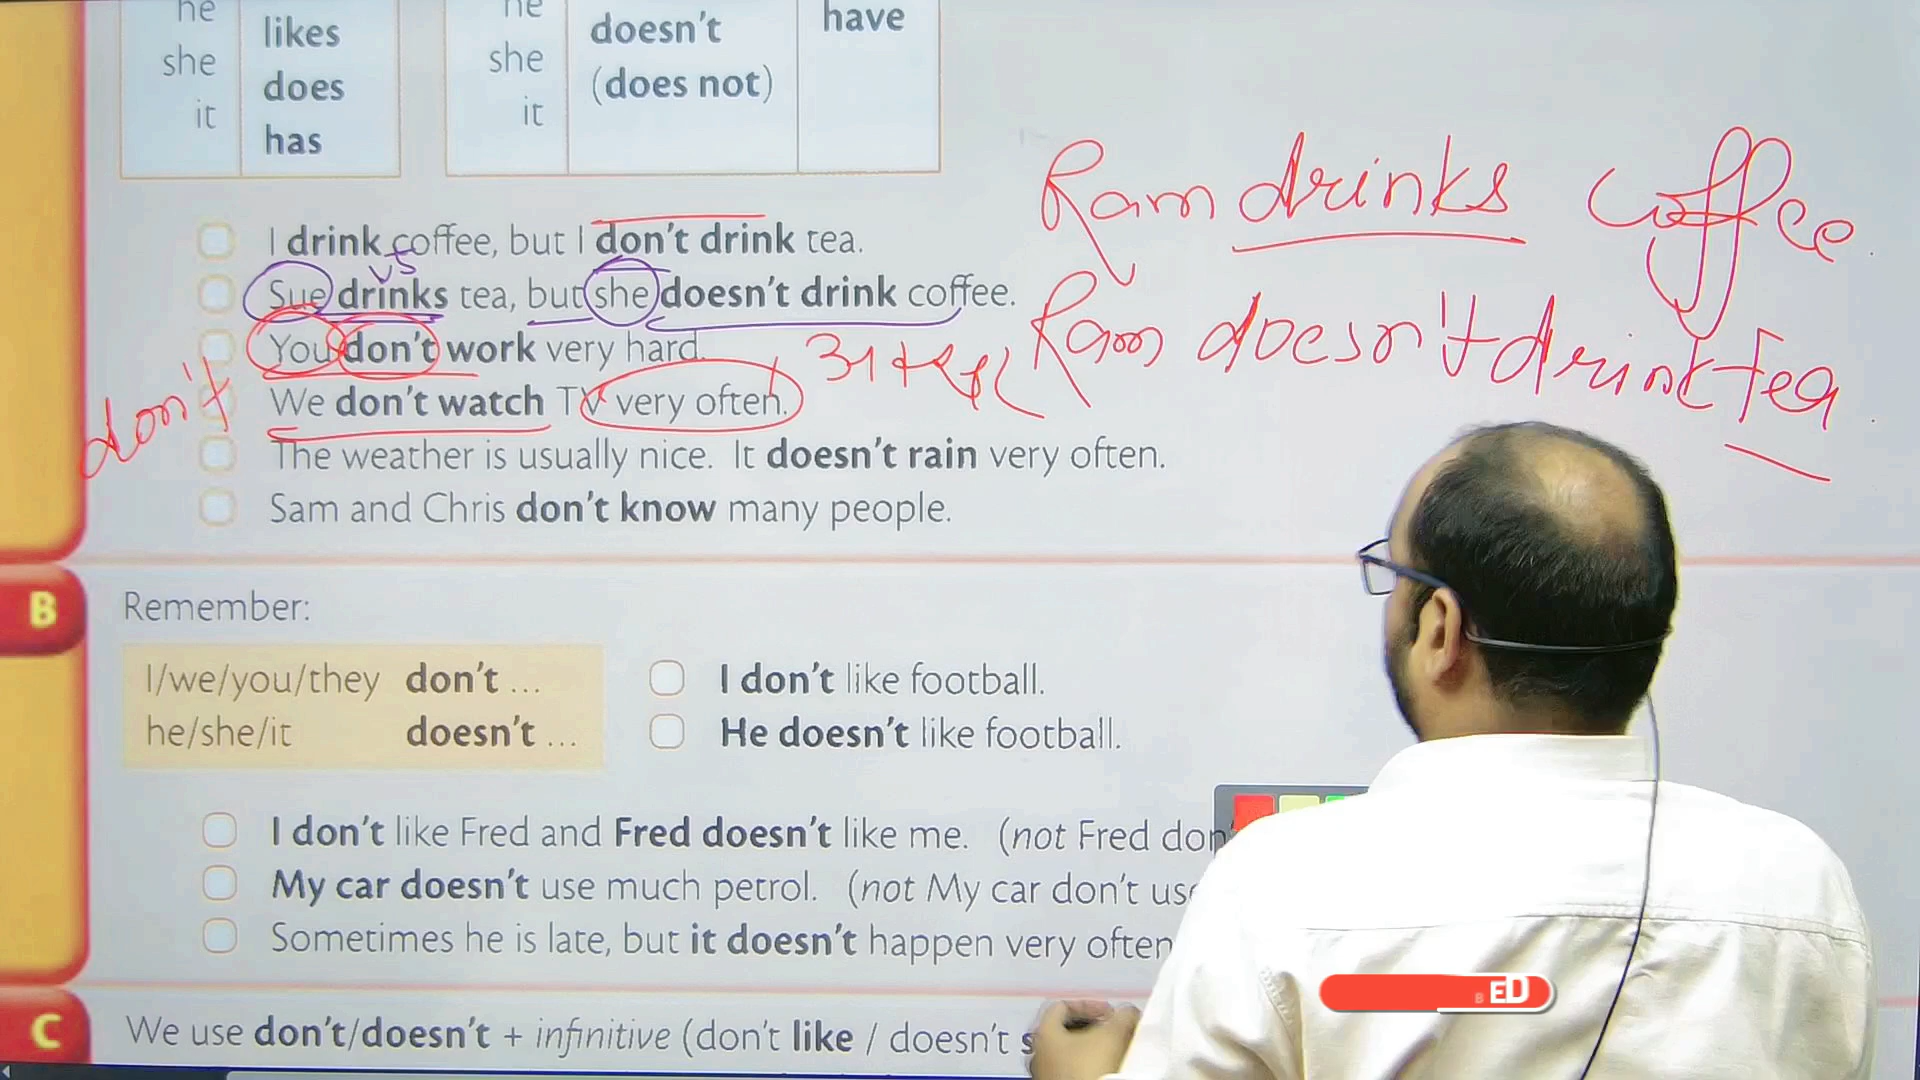 he
likes
she
does
it
has
he
doesn't
she
(does not)
it
have
I drink coffee, but I don't drink tea.
Sue drinks tea, but she doesn't drink coffee.
You don't work very hard.
We don't watch TV very often.
The weather is usually nice. It doesn't rain very often.
Sam and Chris don't know many people.
v5
don't
Ram drinks coffee.
Ram doesn't drink tea.
B
Remember:
I/we/you/they don't ...
he/she/it doesn't ...
I don't like football.
He doesn't like football.
I don't like Fred and Fred doesn't like me. (not Fred don'
My car doesn't use much petrol. (not My car don't use
Sometimes he is late, but it doesn't happen very often
C
We use don't/doesn't + infinitive (don't like / doesn't s
ED